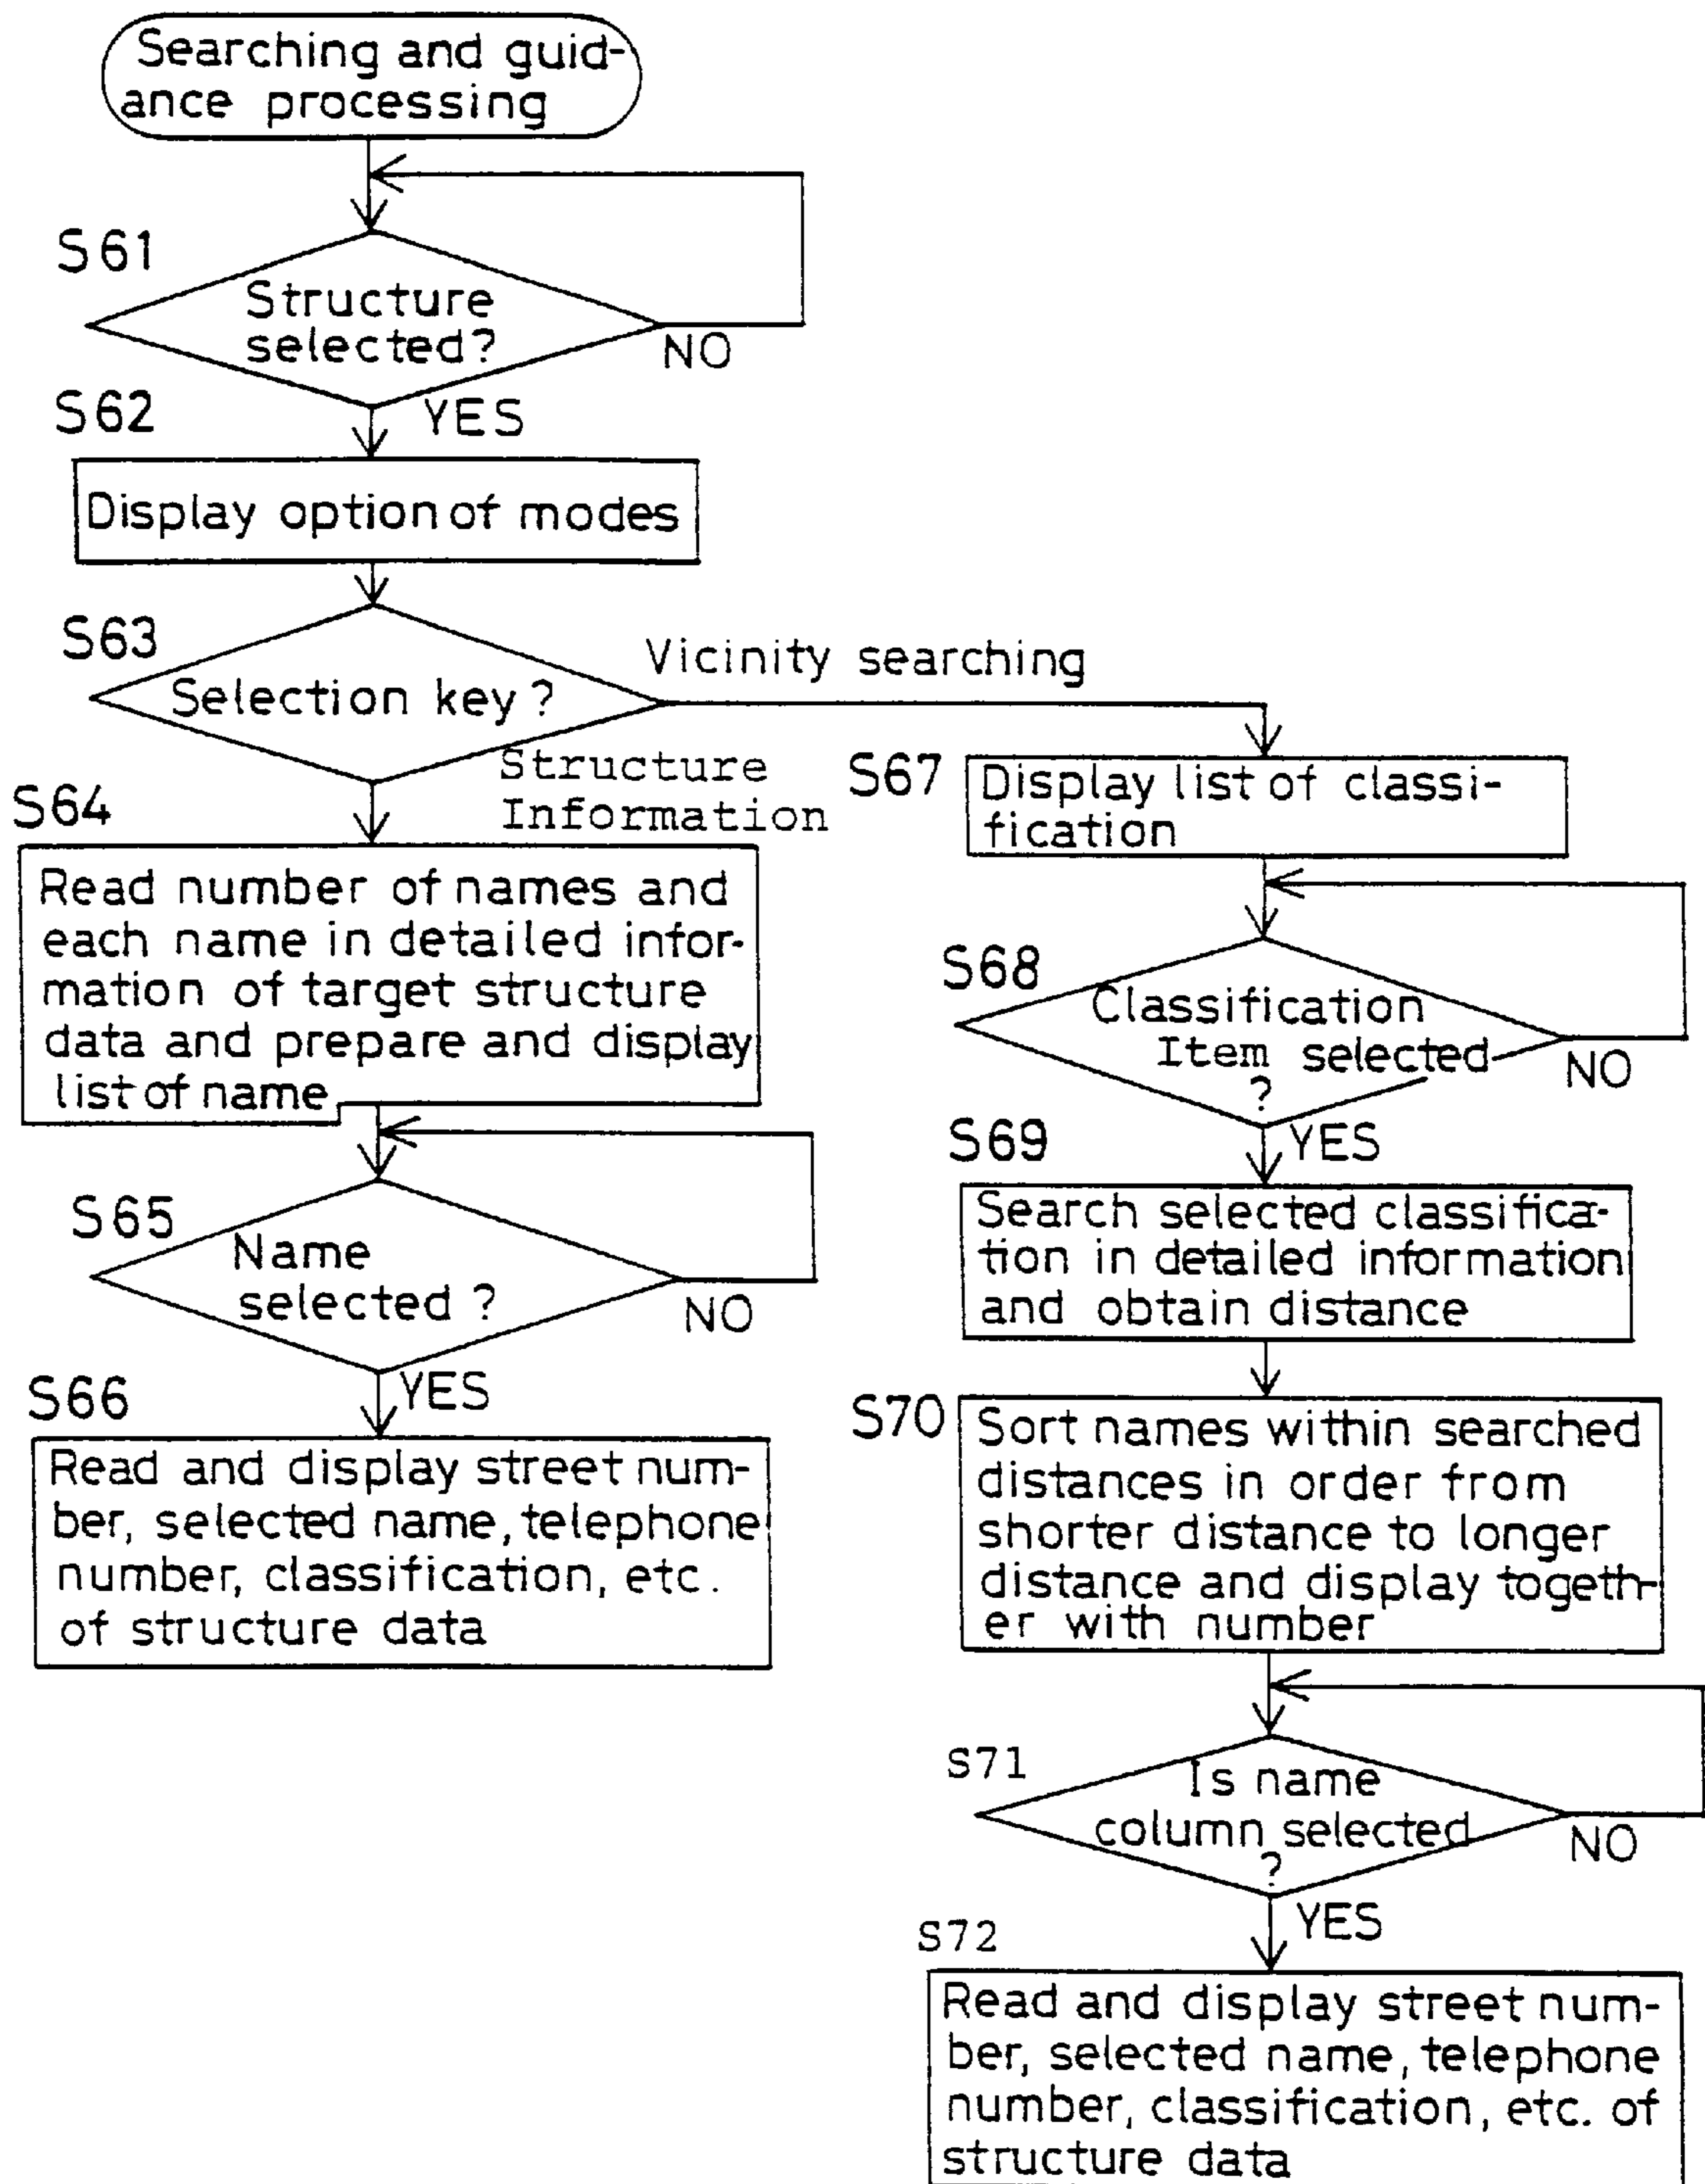 Searching and guid-
ance processing
S61
Structure
selected?
NO
S62
YES
Display option of modes
S63
Selection key?
Vicinity searching
Structure
Information
S64
Read number of names and
each name in detailed infor-
mation of target structure
data and prepare and display
list of name
S65
Name
selected?
NO
S66
YES
Read and display street num-
ber, selected name, telephone
number, classification, etc.
of structure data
S67
Display list of classi-
fication
S68
Classification
Item selected
?
NO
S69
YES
Search selected classifica-
tion in detailed information
and obtain distance
S70
Sort names within searched
distances in order from
shorter distance to longer
distance and display togeth-
er with number
S71
Is name
column selected
?
NO
S72
YES
Read and display street num-
ber, selected name, telephone
number, classification, etc. of
structure data